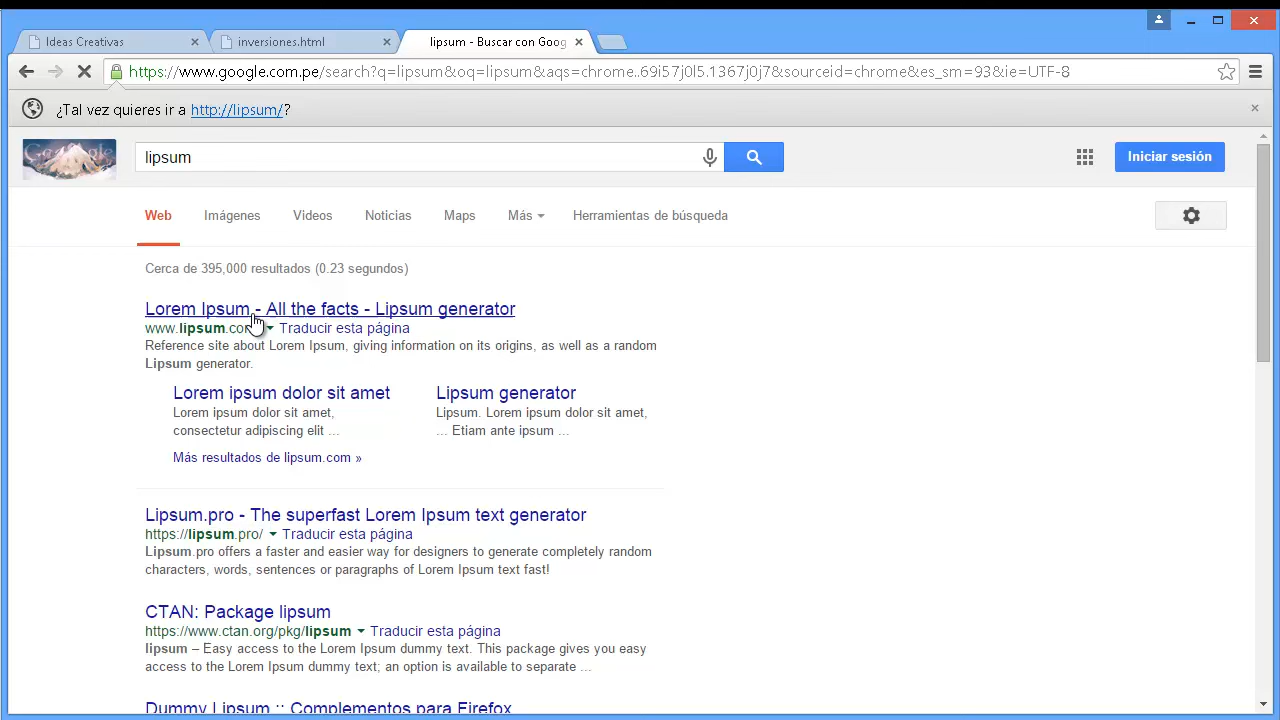 Ideas Creativas
inversiones.html
lipsum - Buscar con Goog
https://www.google.com.pe/search?q=lipsum&oq=lipsum&aqs=chrome.69i57j0l5.1367j0j7&sourceid=chrome&es_sm=93&ie=UTF-8
¿Tal vez quieres ir a http://lipsum/?
Google
lipsum
Iniciar sesión
Web Imágenes Videos Noticias Maps Más Herramientas de búsqueda
Cerca de 395,000 resultados (0.23 segundos)
Lorem Ipsum - All the facts - Lipsum generator
www.lipsum.com Traducir esta página
Reference site about Lorem Ipsum, giving information on its origins, as well as a random
Lipsum generator.
Lorem ipsum dolor sit amet
Lorem ipsum dolor sit amet,
consectetur adipiscing elit ...
Lipsum generator
Lipsum. Lorem ipsum dolor sit amet,
... Etiam ante ipsum ...
Más resultados de lipsum.com »
Lipsum.pro - The superfast Lorem Ipsum text generator
https://lipsum.pro/ Traducir esta página
Lipsum.pro offers a faster and easier way for designers to generate completely random
characters, words, sentences or paragraphs of Lorem Ipsum text fast!
CTAN: Package lipsum
https://www.ctan.org/pkg/lipsum Traducir esta página
lipsum – Easy access to the Lorem Ipsum dummy text. This package gives you easy
access to the Lorem Ipsum dummy text; an option is available to separate ...
Dummy Lipsum :: Complementos para Firefox